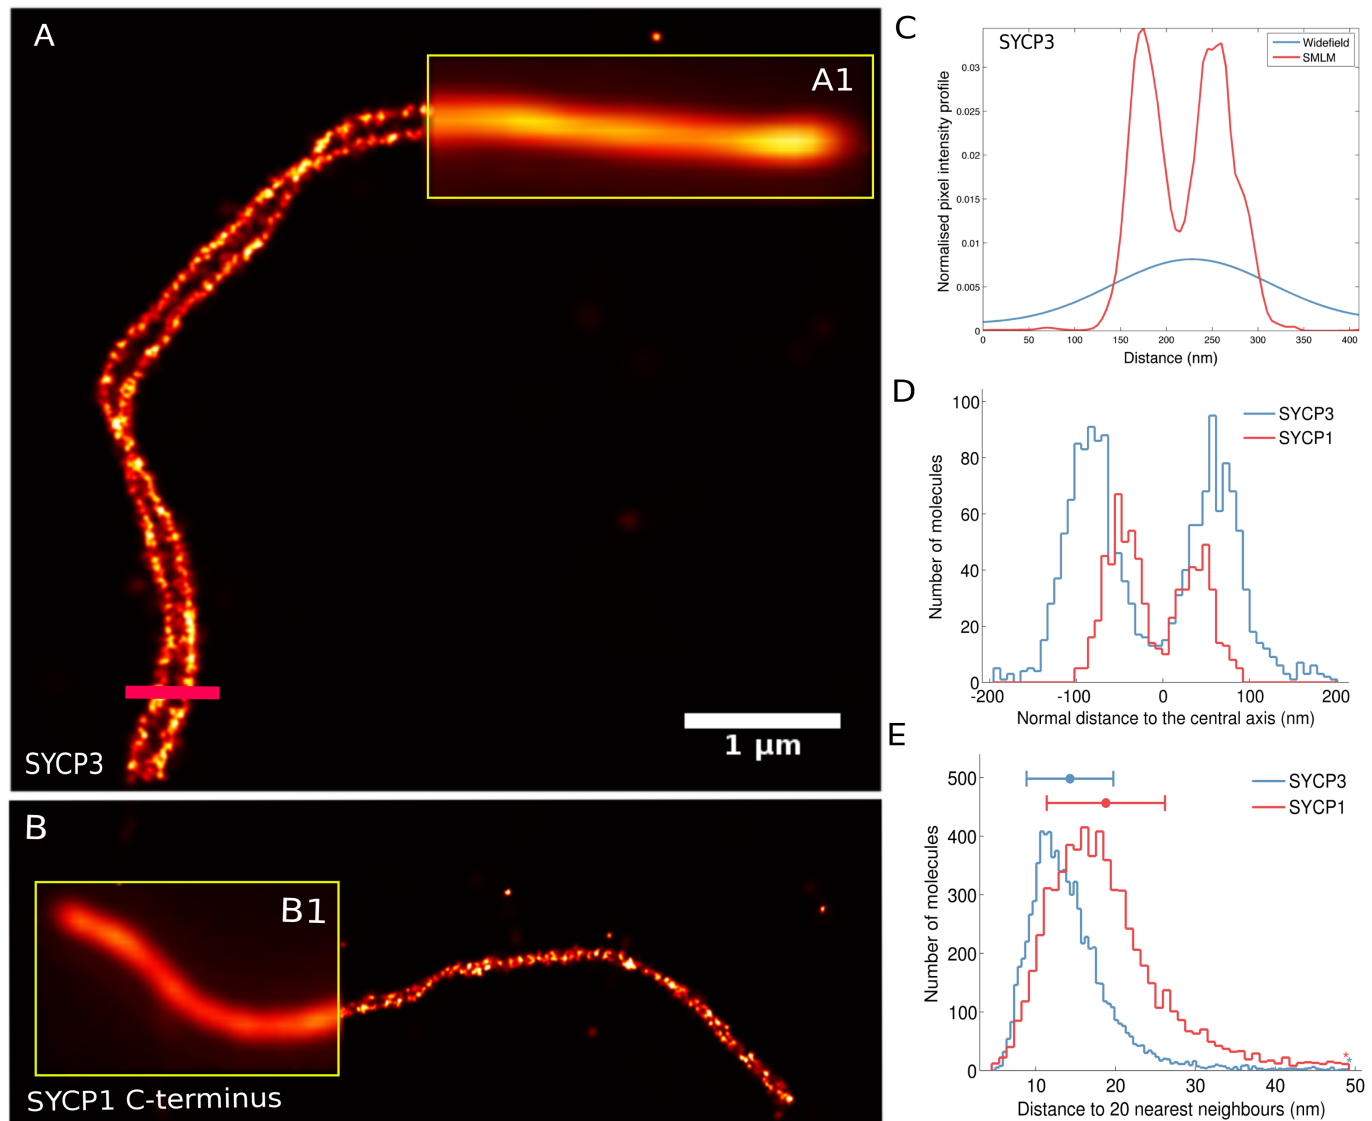 A
A1
SYCP3
1 µm
B
B1
SYCP1 C-terminus
C
SYCP3
Widefield
SMLM
Normalised pixel intensity profile
0.03
0.025
0.02
0.015
0.01
0.005
0
0 50 100 150 200 250 300 350 400
Distance (nm)
D
SYCP3
SYCP1
Number of molecules
100
80
60
40
20
0
-200 -100 0 100 200
Normal distance to the central axis (nm)
E
SYCP3
SYCP1
Number of molecules
500
400
300
200
100
0
10 20 30 40 50
Distance to 20 nearest neighbours (nm)
* 
*